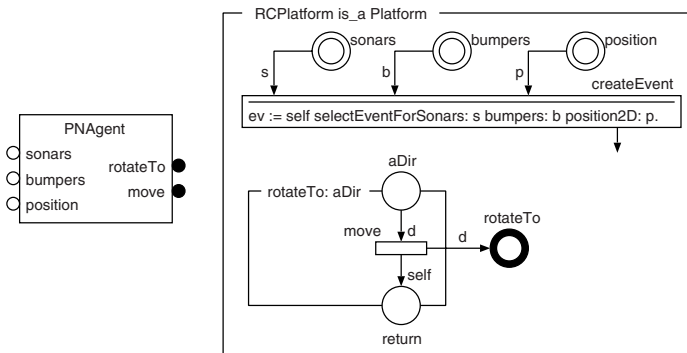 PNAgent
sonars
bumpers
position
rotateTo
move
RCPlatform is_a Platform
sonars
bumpers
position
s
b
p
createEvent
ev := self selectEventForSonars: s bumpers: b position2D: p.
aDir
rotateTo: aDir
rotateTo
move
d
d
self
return